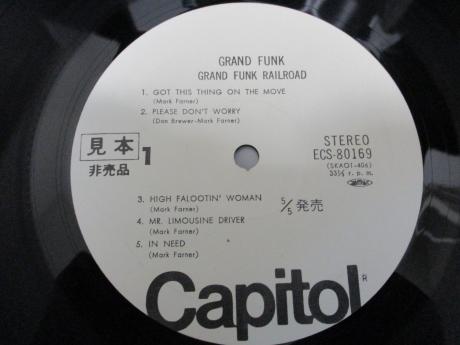 GRAND FUNK
GRAND FUNK RAILROAD
1. GOT THIS THING ON THE MOVE
(Mark Farner)
2. PLEASE DON'T WORRY
(Don Brewer-Mark Farner)
見本
非売品
1
STEREO
ECS-80169
(SKAO1-406)
33⅓ r. p. m.
3. HIGH FALOOTIN' WOMAN
(Mark Farner)
5/5 発売
4. MR. LIMOUSINE DRIVER
(Mark Farner)
5. IN NEED
(Mark Farner)
Capitol
R